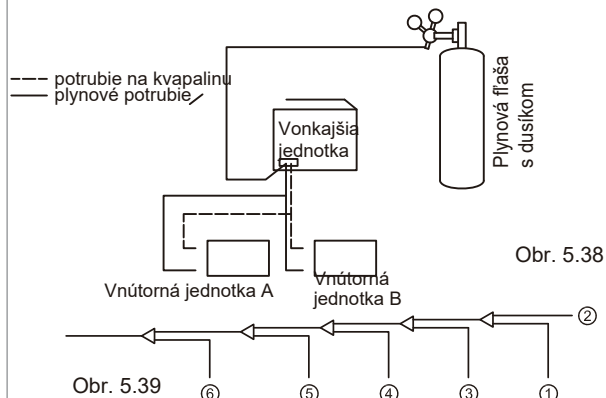 potrubie na kvapalinu
plynové potrubie
Vonkajšia
jednotka
Plynová fľaša
s dusíkom
Vnútorná jednotka A
Vnútorná
jednotka B
Obr. 5.38
②
Obr. 5.39
⑥
⑤
④
③
①